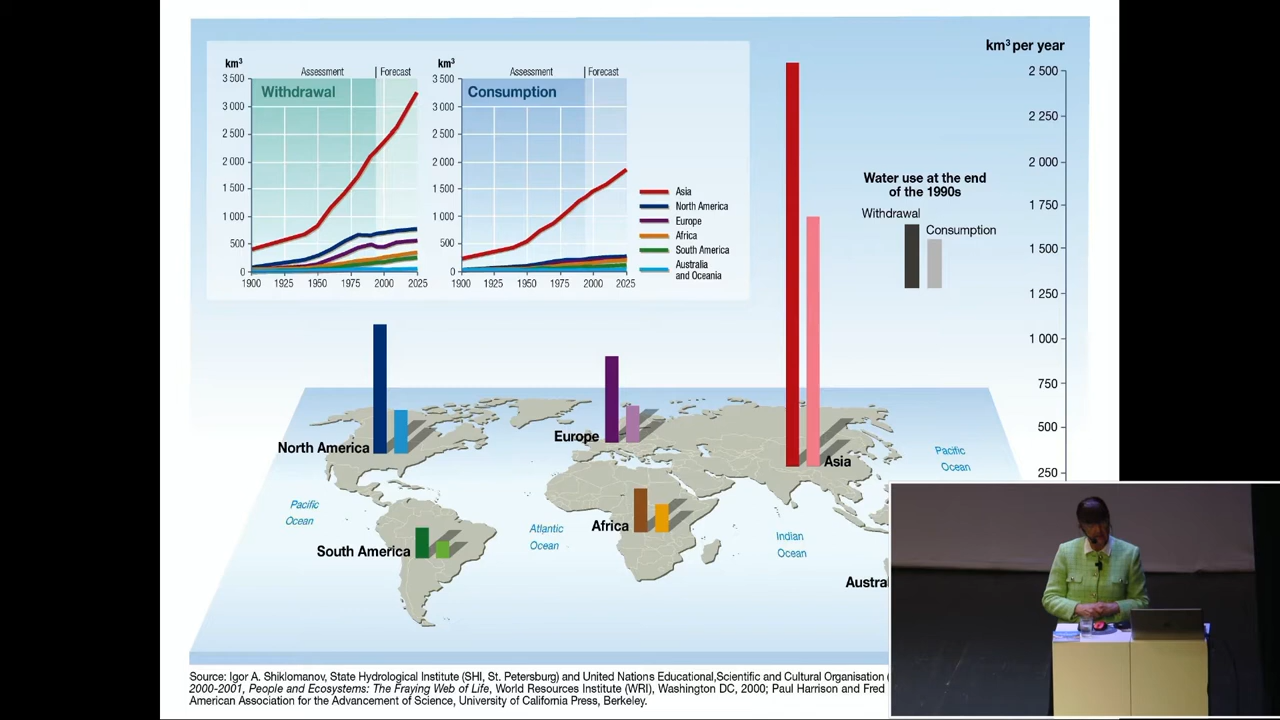 km³ per year
2 500
2 250
2 000
1 750
1 500
1 250
1 000
750
500
250
km³
Assessment
Forecast
3 500
3 000
2 500
2 000
1 500
1 000
500
0
Withdrawal
1900
1925
1950
1975
2000
2025
km³
Assessment
Forecast
3 500
3 000
2 500
2 000
1 500
1 000
500
0
Consumption
1900
1925
1950
1975
2000
2025
Asia
North America
Europe
Africa
South America
Australia
and Oceania
Water use at the end
of the 1990s
Withdrawal
Consumption
North America
Europe
Asia
Pacific
Ocean
Pacific
Ocean
South America
Atlantic
Ocean
Africa
Indian
Ocean
Austral
Source: Igor A. Shiklomanov, State Hydrological Institute (SHI, St. Petersburg) and United Nations Educational,Scientific and Cultural Organisation (
2000-2001, People and Ecosystems: The Fraying Web of Life, World Resources Institute (WRI), Washington DC, 2000; Paul Harrison and Fred
American Association for the Advancement of Science, University of California Press, Berkeley.